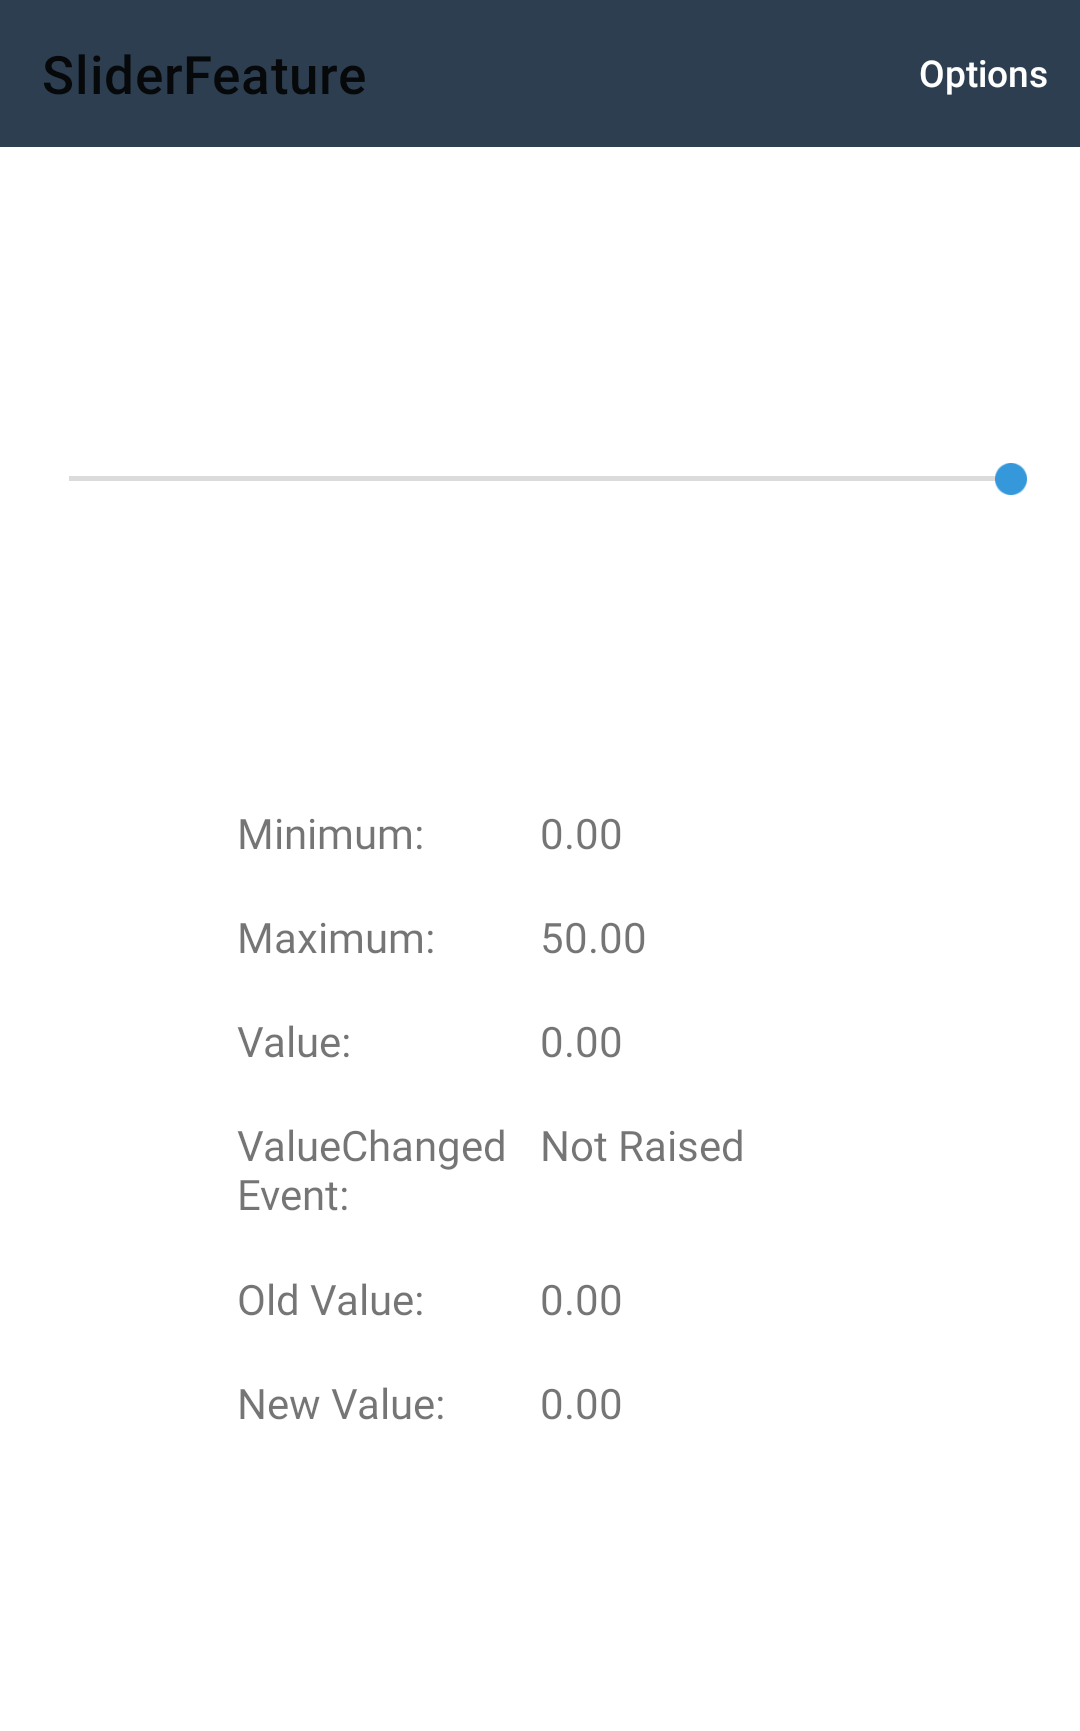 SliderFeature
Options
Minimum: 0.00
Maximum: 50.00
Value: 0.00
ValueChanged Not Raised
Event:
Old Value: 0.00
New Value: 0.00